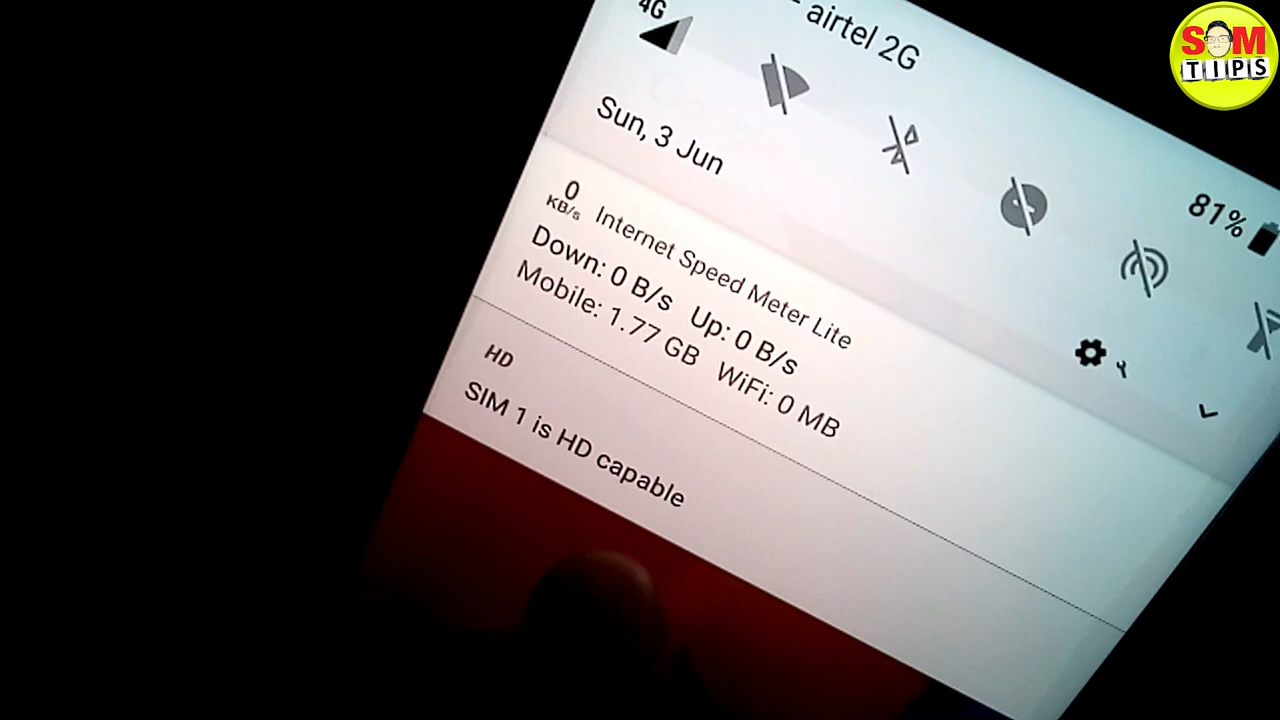 4G
airtel 2G
81%
Sun, 3 Jun
0
KB/s
Internet Speed Meter Lite
Down: 0 B/s Up: 0 B/s
Mobile: 1.77 GB WiFi: 0 MB
HD
SIM 1 is HD capable
SOM
TIPS